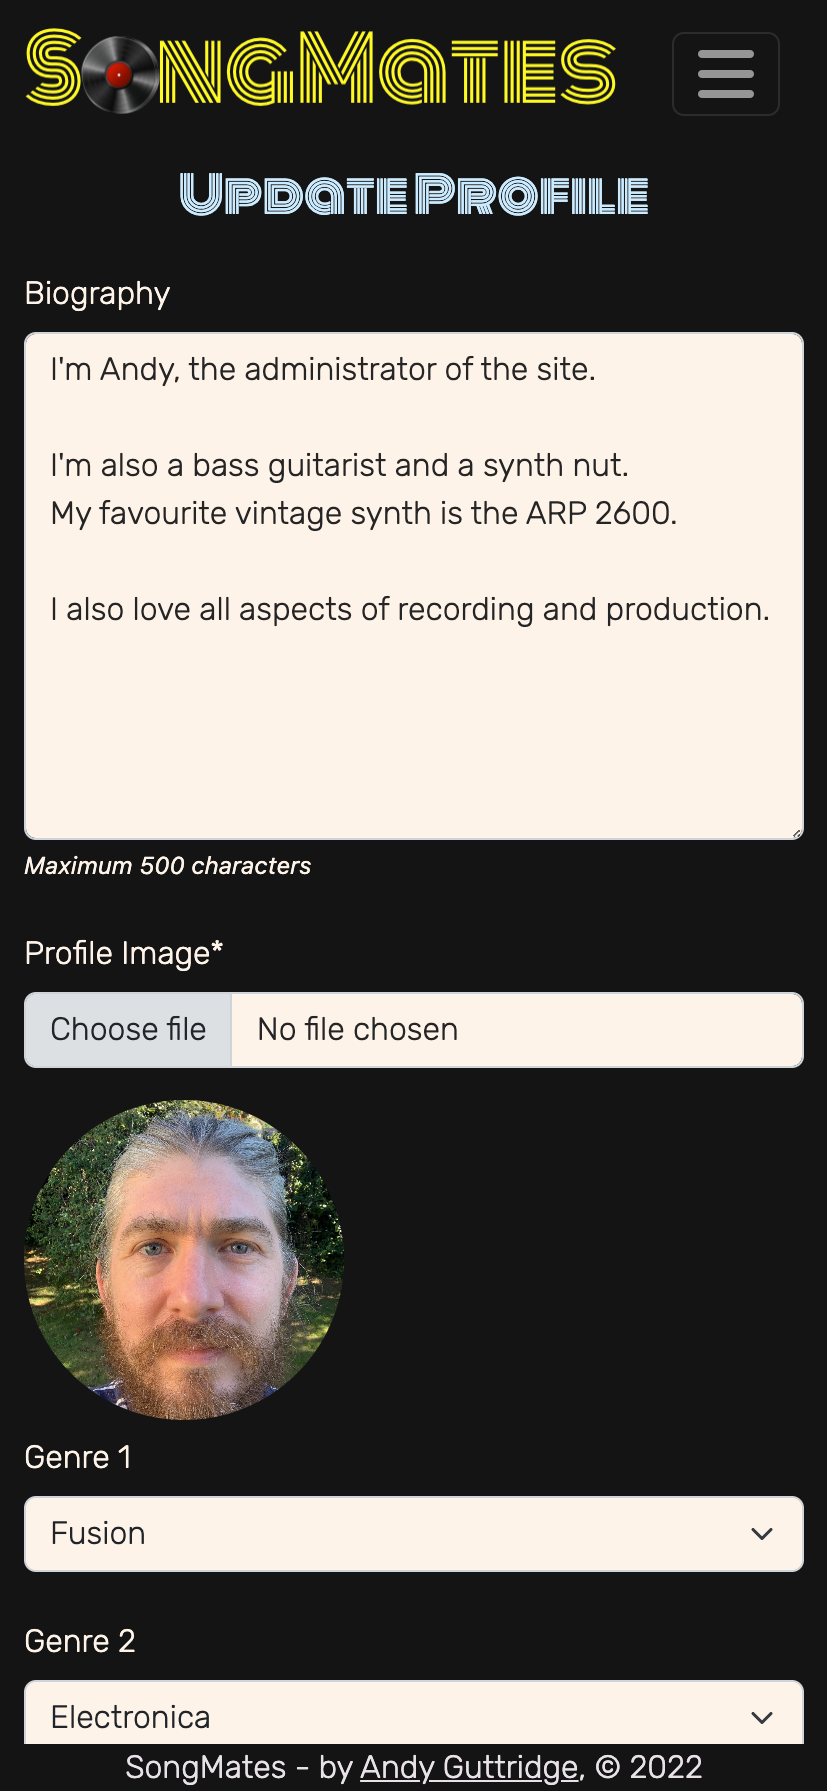 SongMates
Update Profile
Biography
I'm Andy, the administrator of the site.
I'm also a bass guitarist and a synth nut.
My favourite vintage synth is the ARP 2600.
I also love all aspects of recording and production.
Maximum 500 characters
Profile Image*
Choose file No file chosen
Genre 1
Fusion
Genre 2
Electronica
SongMates - by Andy Guttridge, © 2022